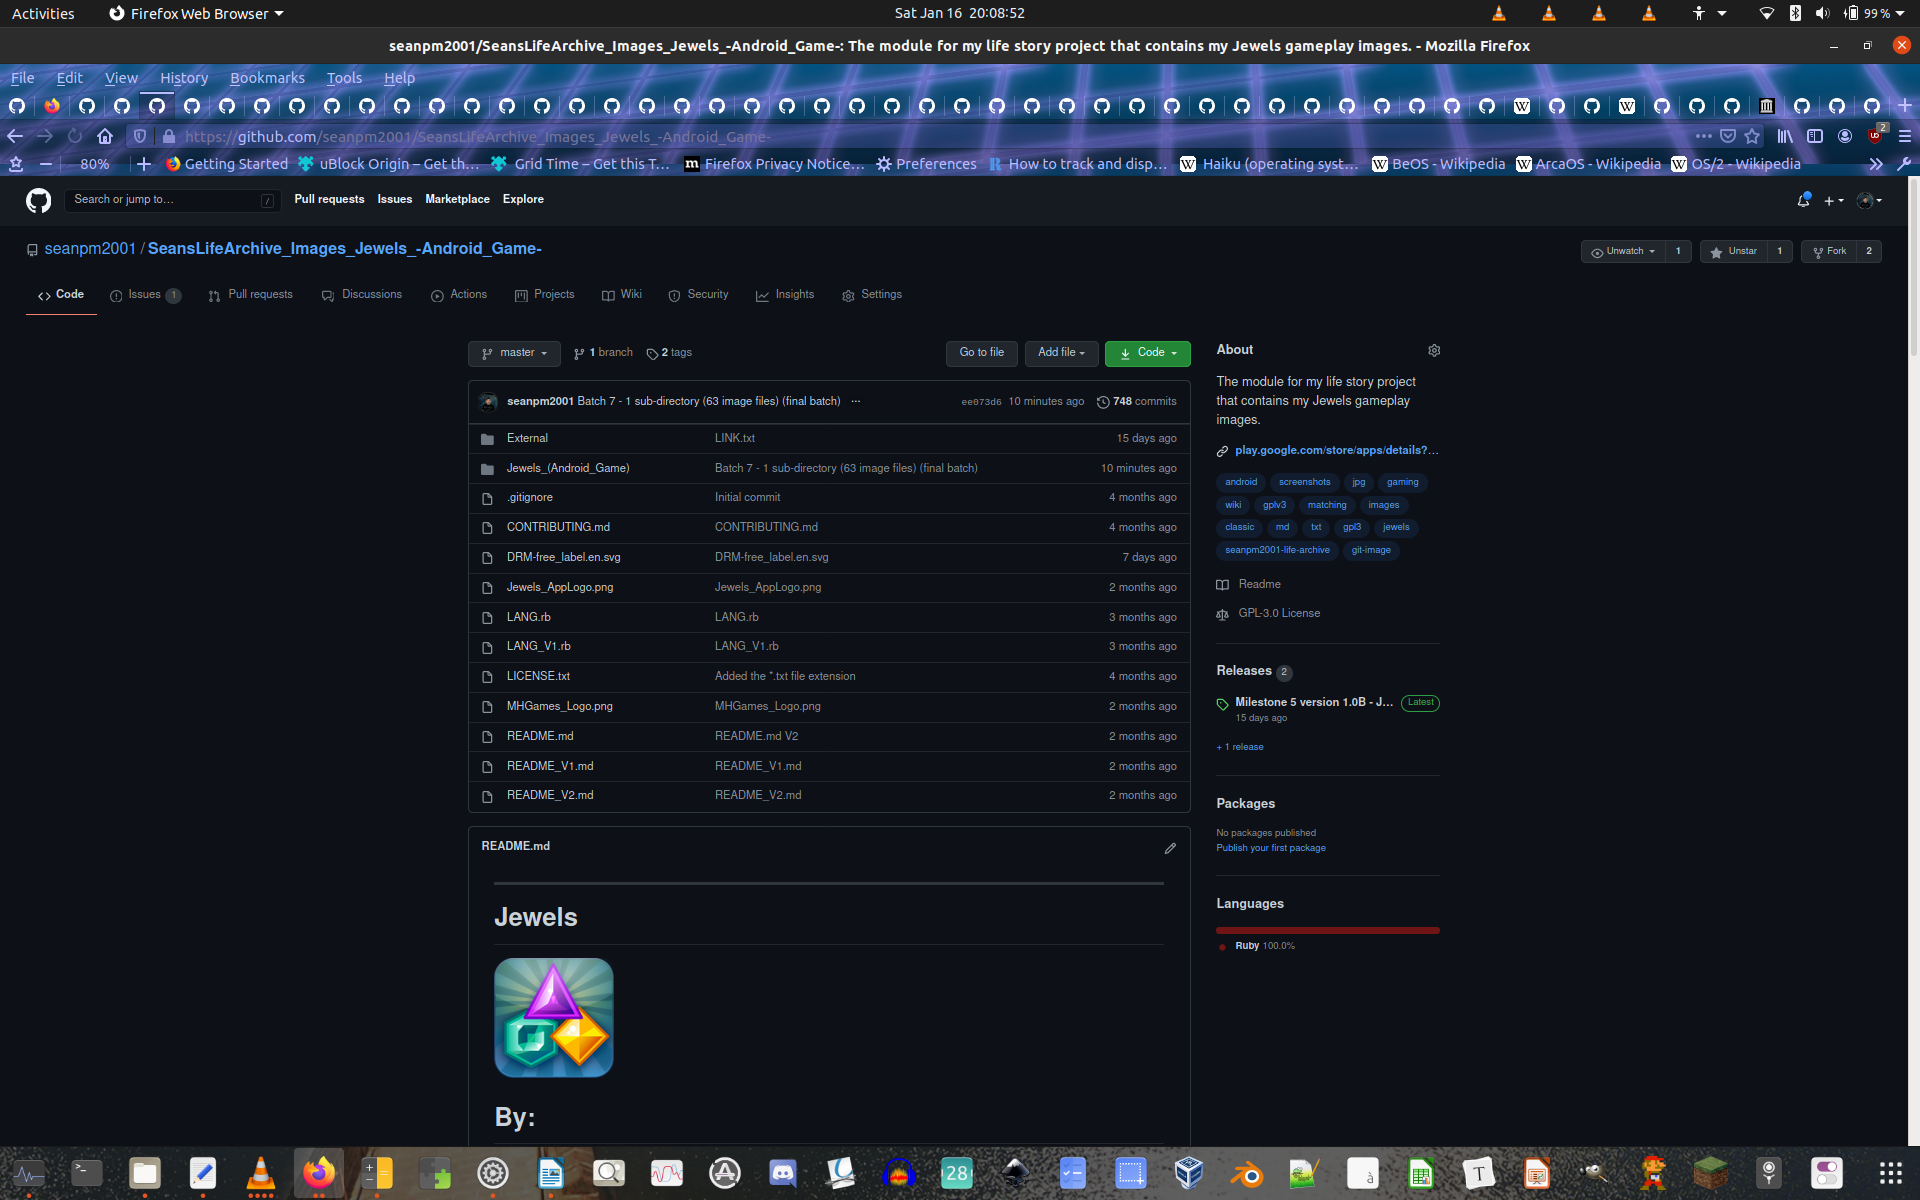 Activities Firefox Web Browser Sat Jan 16 20:08:52 99 %
seanpm2001/SeansLifeArchive_Images_Jewels_-Android_Game-: The module for my life story project that contains my Jewels gameplay images. - Mozilla Firefox
File Edit View History Bookmarks Tools Help
https://github.com/seanpm2001/SeansLifeArchive_Images_Jewels_-Android_Game- 2
80% Getting Started uBlock Origin – Get th… Grid Time – Get this T… Firefox Privacy Notice… Preferences How to track and disp… Haiku (operating syst… BeOS - Wikipedia ArcaOS - Wikipedia OS/2 - Wikipedia
Search or jump to… / Pull requests Issues Marketplace Explore
seanpm2001 / SeansLifeArchive_Images_Jewels_-Android_Game- Unwatch 1 Unstar 1 Fork 2
Code Issues 1 Pull requests Discussions Actions Projects Wiki Security Insights Settings
master 1 branch 2 tags Go to file Add file Code
seanpm2001 Batch 7 - 1 sub-directory (63 image files) (final batch) ... ee073d6 10 minutes ago 748 commits
External LINK.txt 15 days ago
Jewels_(Android_Game) Batch 7 - 1 sub-directory (63 image files) (final batch) 10 minutes ago
.gitignore Initial commit 4 months ago
CONTRIBUTING.md CONTRIBUTING.md 4 months ago
DRM-free_label.en.svg DRM-free_label.en.svg 7 days ago
Jewels_AppLogo.png Jewels_AppLogo.png 2 months ago
LANG.rb LANG.rb 3 months ago
LANG_V1.rb LANG_V1.rb 3 months ago
LICENSE.txt Added the *.txt file extension 4 months ago
MHGames_Logo.png MHGames_Logo.png 2 months ago
README.md README.md V2 2 months ago
README_V1.md README_V1.md 2 months ago
README_V2.md README_V2.md 2 months ago
README.md
Jewels
By:
About
The module for my life story project
that contains my Jewels gameplay
images.
play.google.com/store/apps/details?...
android screenshots jpg gaming
wiki gplv3 matching images
classic md txt gpl3 jewels
seanpm2001-life-archive git-image
Readme
GPL-3.0 License
Releases 2
Milestone 5 version 1.0B - J... Latest
15 days ago
+ 1 release
Packages
No packages published
Publish your first package
Languages
Ruby 100.0%
28